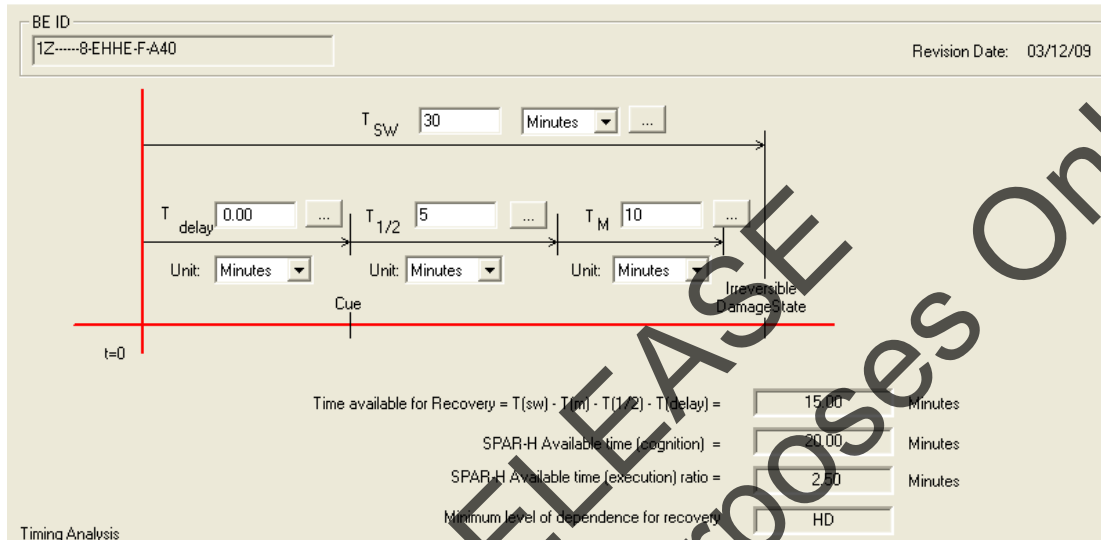 BE ID
1Z------8-EHHE-F-A40
Revision Date: 03/12/09
T SW 30 Minutes ...
T delay 0.00 ... T 1/2 5 ... T M 10 ...
Unit: Minutes Unit: Minutes Unit: Minutes
Irreversible
DamageState
Cue
t=0
Time available for Recovery = T(sw) - T(m) - T(1/2) - T(delay) = 15.00 Minutes
SPAR-H Available time (cognition) = 20.00 Minutes
SPAR-H Available time (execution) ratio = 2.50 Minutes
Minimum level of dependence for recovery HD
Timing Analysis
ELEASE
rposes Onl